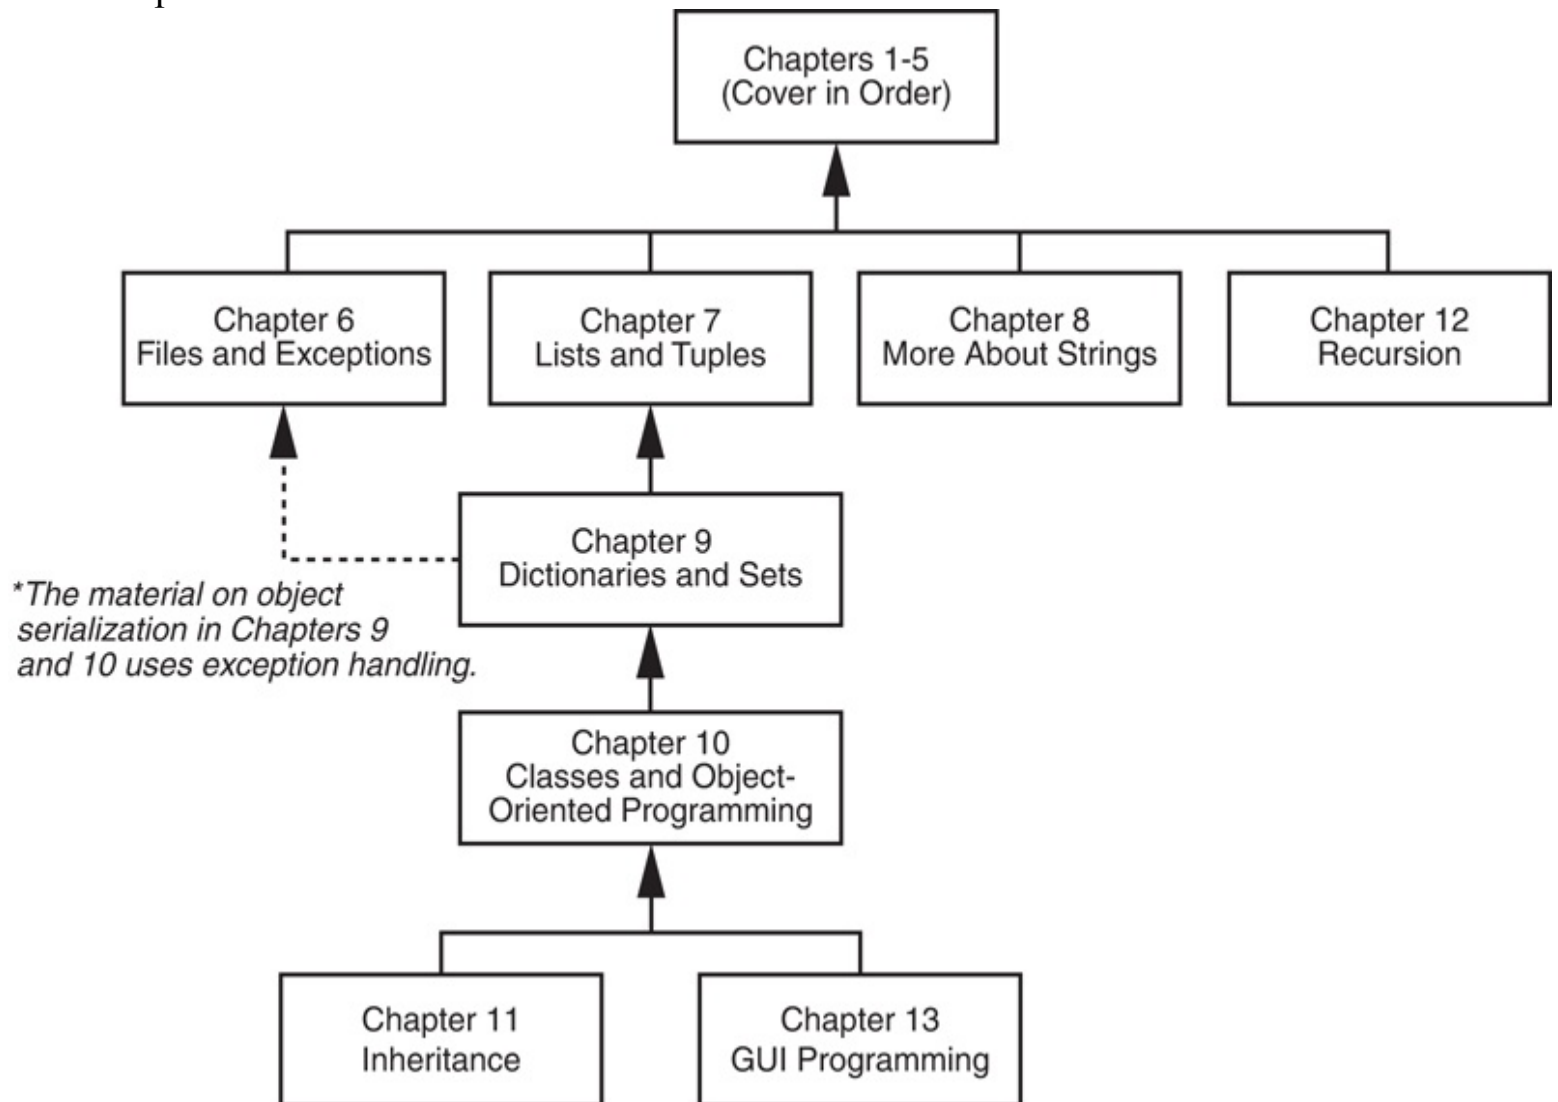 Chapters 1-5
(Cover in Order)
Chapter 6
Files and Exceptions
Chapter 7
Lists and Tuples
Chapter 8
More About Strings
Chapter 12
Recursion
Chapter 9
Dictionaries and Sets
*The material on object
serialization in Chapters 9
and 10 uses exception handling.
Chapter 10
Classes and Object-
Oriented Programming
Chapter 11
Inheritance
Chapter 13
GUI Programming